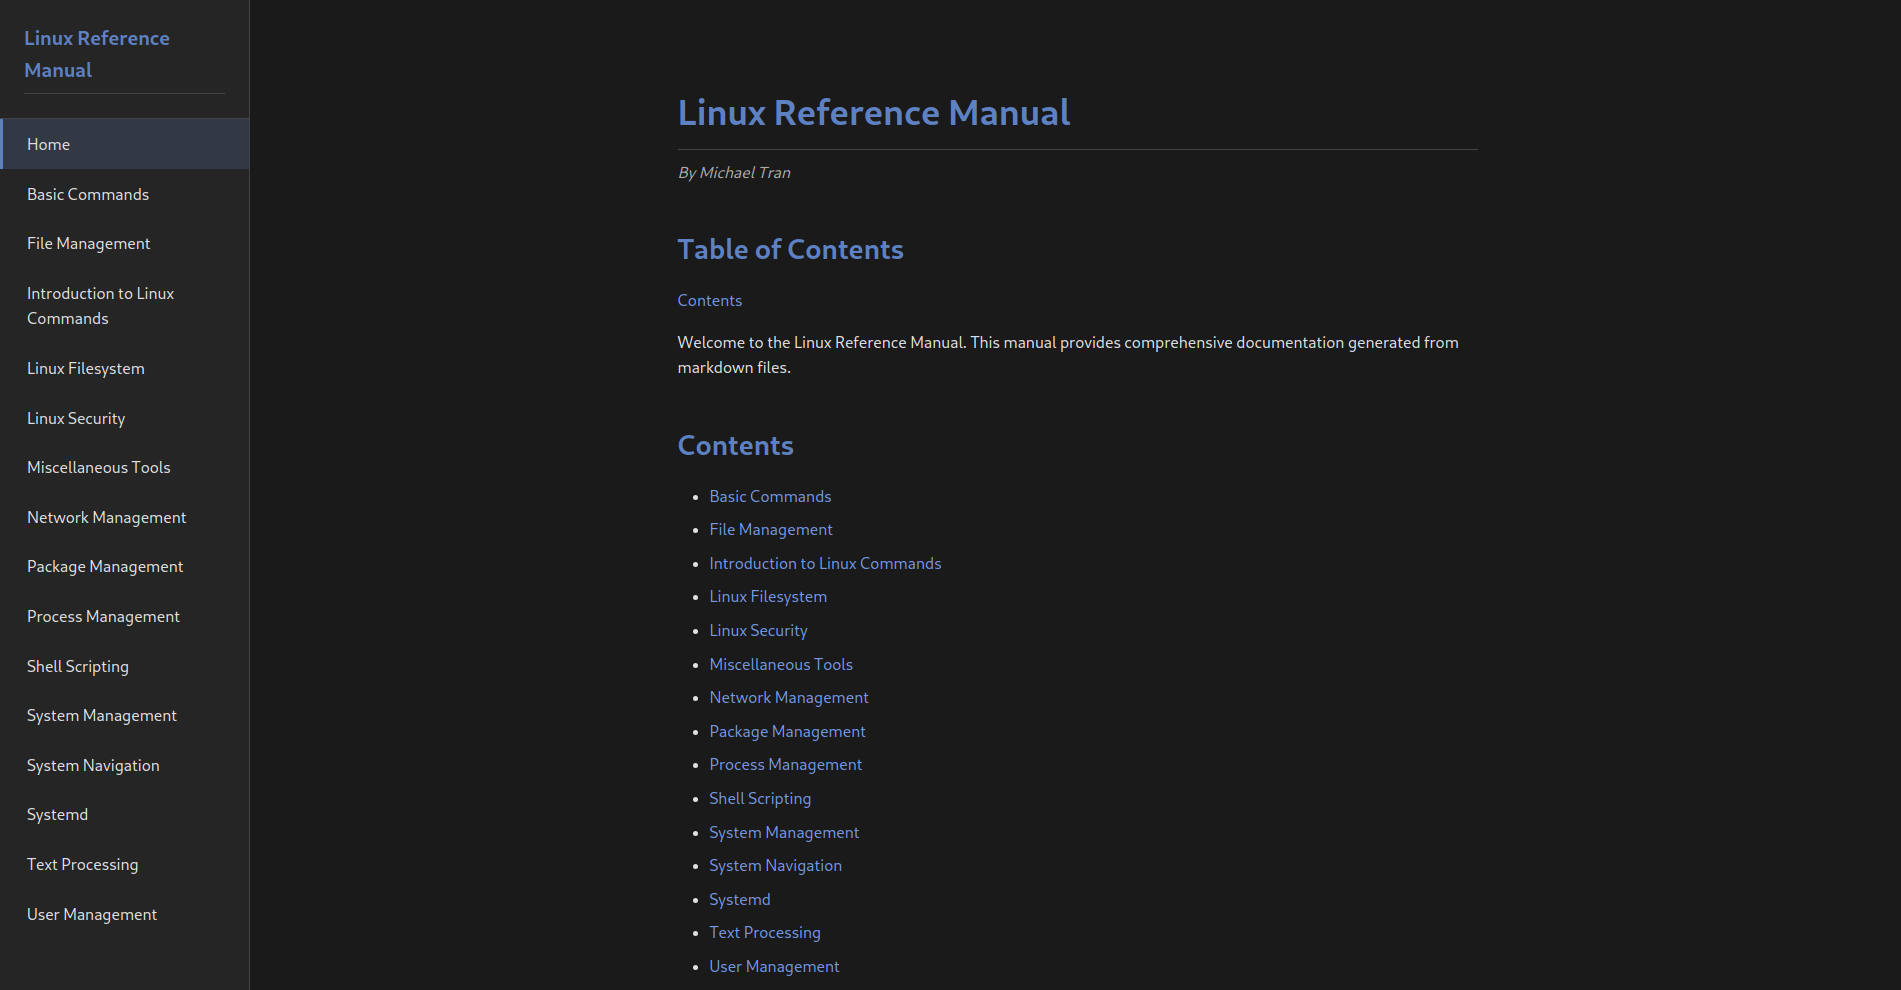 Linux Reference
Manual
Home
Basic Commands
File Management
Introduction to Linux
Commands
Linux Filesystem
Linux Security
Miscellaneous Tools
Network Management
Package Management
Process Management
Shell Scripting
System Management
System Navigation
Systemd
Text Processing
User Management
Linux Reference Manual
By Michael Tran
Table of Contents
Contents
Welcome to the Linux Reference Manual. This manual provides comprehensive documentation generated from
markdown files.
Contents
• Basic Commands
• File Management
• Introduction to Linux Commands
• Linux Filesystem
• Linux Security
• Miscellaneous Tools
• Network Management
• Package Management
• Process Management
• Shell Scripting
• System Management
• System Navigation
• Systemd
• Text Processing
• User Management